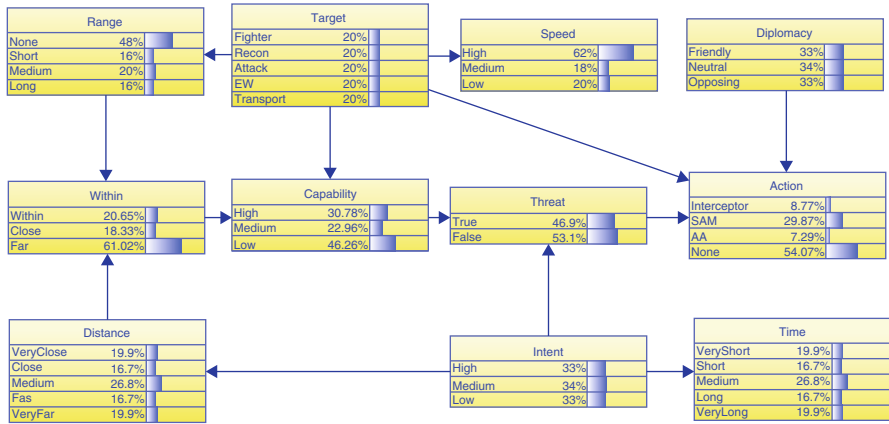 Range
None 48%
Short 16%
Medium 20%
Long 16%
Target
Fighter 20%
Recon 20%
Attack 20%
EW 20%
Transport 20%
Speed
High 62%
Medium 18%
Low 20%
Diplomacy
Friendly 33%
Neutral 34%
Opposing 33%
Within
Within 20.65%
Close 18.33%
Far 61.02%
Capability
High 30.78%
Medium 22.96%
Low 46.26%
Threat
True 46.9%
False 53.1%
Action
Interceptor 8.77%
SAM 29.87%
AA 7.29%
None 54.07%
Distance
VeryClose 19.9%
Close 16.7%
Medium 26.8%
Fas 16.7%
VeryFar 19.9%
Intent
High 33%
Medium 34%
Low 33%
Time
VeryShort 19.9%
Short 16.7%
Medium 26.8%
Long 16.7%
VeryLong 19.9%